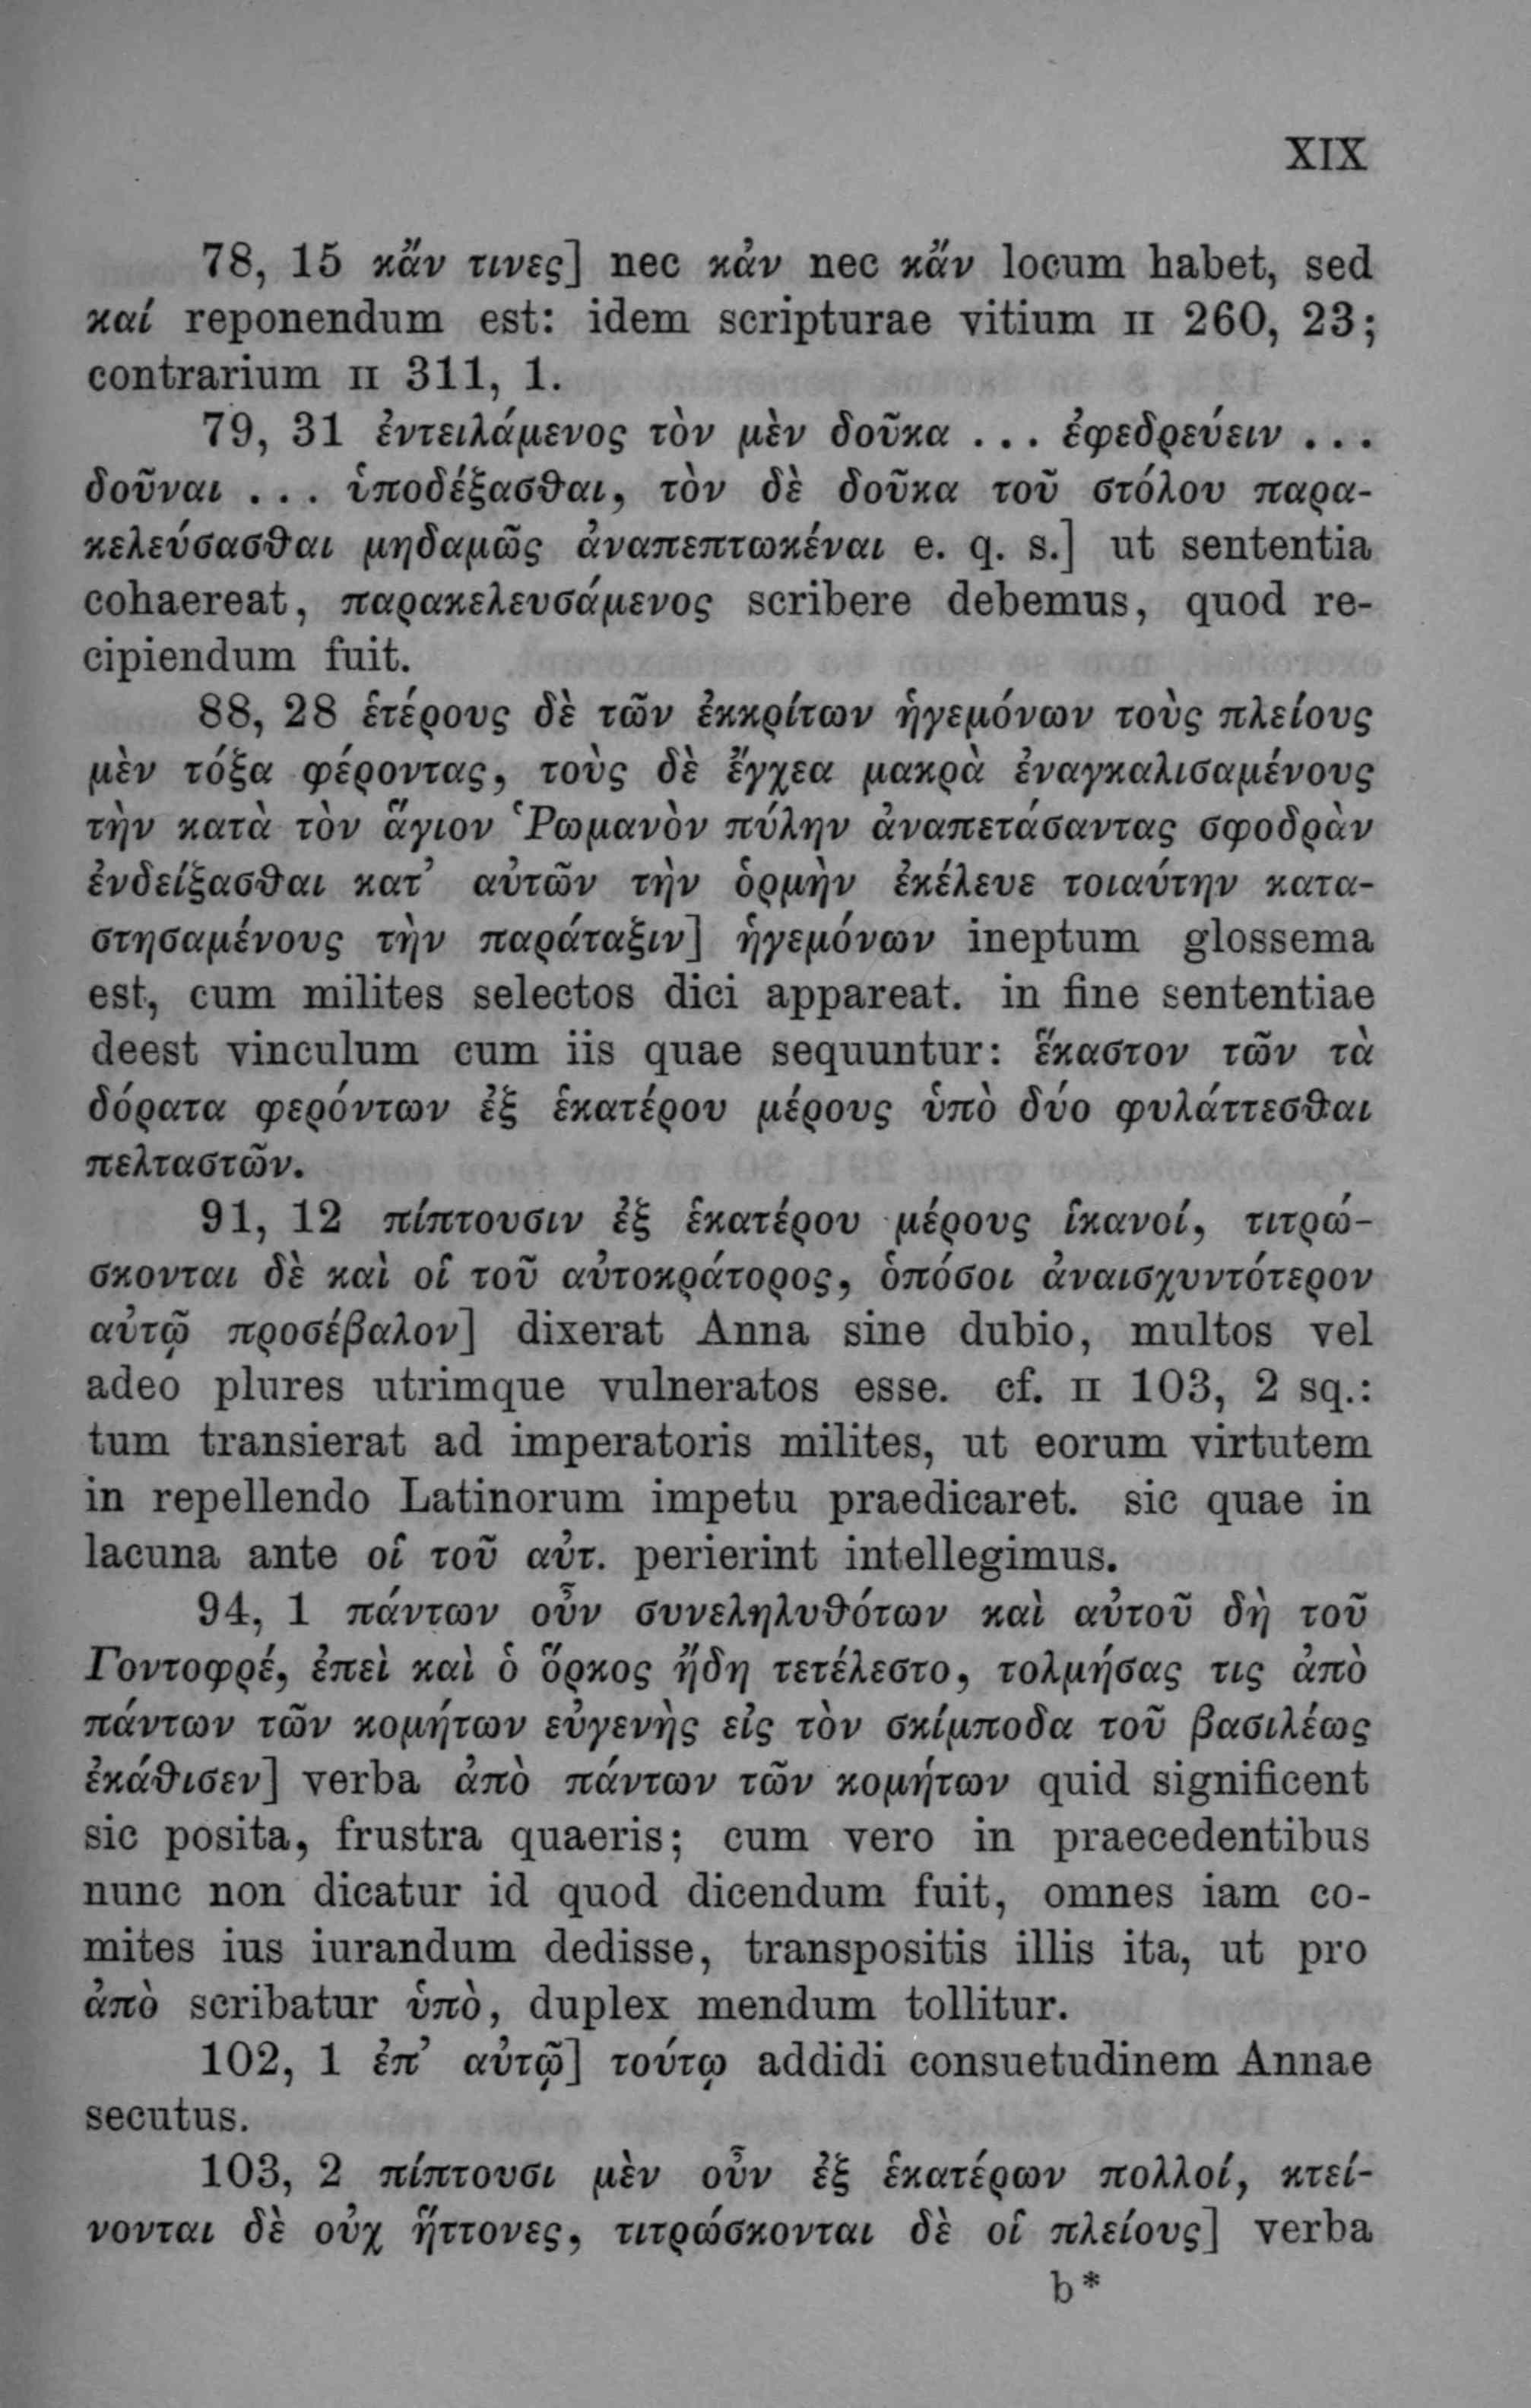 XIX
78, 15 κἄν τινες] nec κἀν nec κἄν locum habet, sed
καί reponendum est: idem scripturae vitium II 260, 23;
contrarium II 311, 1.
79, 31 ἐντειλάμενος τὸν μὲν δοῦκα ... ἐφεδρεύειν ...
δοῦναι ... ὑποδέξασθαι, τὸν δὲ δοῦκα τοῦ στόλου παρα-
κελεύσασθαι μηδαμῶς ἀναπεπτωκέναι e. q. s.] ut sententia
cohaereat, παρακελευσάμενος scribere debemus, quod re-
cipiendum fuit.
88, 28 ἑτέρους δὲ τῶν ἐκκρίτων ἡγεμόνων τοὺς πλείους
μὲν τόξα φέροντας, τοὺς δὲ ἔγχεα μακρὰ ἐναγκαλισαμένους
τὴν κατὰ τὸν ἅγιον Ῥωμανὸν πύλην ἀναπετάσαντας σφοδρὰν
ἐνδείξασθαι κατ’ αὐτῶν τὴν ὁρμὴν ἐκέλευε τοιαύτην κατα-
στησαμένους τὴν παράταξιν] ἡγεμόνων ineptum glossema
est, cum milites selectos dici appareat. in fine sententiae
deest vinculum cum iis quae sequuntur: ἕκαστον τῶν τὰ
δόρατα φερόντων ἐξ ἑκατέρου μέρους ὑπὸ δύο φυλάττεσθαι
πελταστῶν.
91, 12 πίπτουσιν ἐξ ἑκατέρου μέρους ἱκανοί, τιτρώ-
σκονται δὲ καὶ οἱ τοῦ αὐτοκράτορος, ὁπόσοι ἀναισχυντότερον
αὐτῷ προσέβαλον] dixerat Anna sine dubio, multos vel
adeo plures utrimque vulneratos esse. cf. II 103, 2 sq.:
tum transierat ad imperatoris milites, ut eorum virtutem
in repellendo Latinorum impetu praedicaret. sic quae in
lacuna ante οἱ τοῦ αὐτ. perierint intellegimus.
94, 1 πάντων οὖν συνεληλυθότων καὶ αὐτοῦ δὴ τοῦ
Γοντοφρέ, ἐπεὶ καὶ ὁ ὅρκος ἤδη τετέλεστο, τολμήσας τις ἀπὸ
πάντων τῶν κομήτων εὐγενὴς εἰς τὸν σκίμποδα τοῦ βασιλέως
ἐκάθισεν] verba ἀπὸ πάντων τῶν κομήτων quid significent
sic posita, frustra quaeris; cum vero in praecedentibus
nunc non dicatur id quod dicendum fuit, omnes iam co-
mites ius iurandum dedisse, transpositis illis ita, ut pro
ἀπὸ scribatur ὑπὸ, duplex mendum tollitur.
102, 1 ἐπ’ αὐτῷ] τούτῳ addidi consuetudinem Annae
secutus.
103, 2 πίπτουσι μὲν οὖν ἐξ ἑκατέρων πολλοί, κτεί-
νονται δὲ οὐχ ἥττονες, τιτρώσκονται δὲ οἱ πλείους] verba
b*